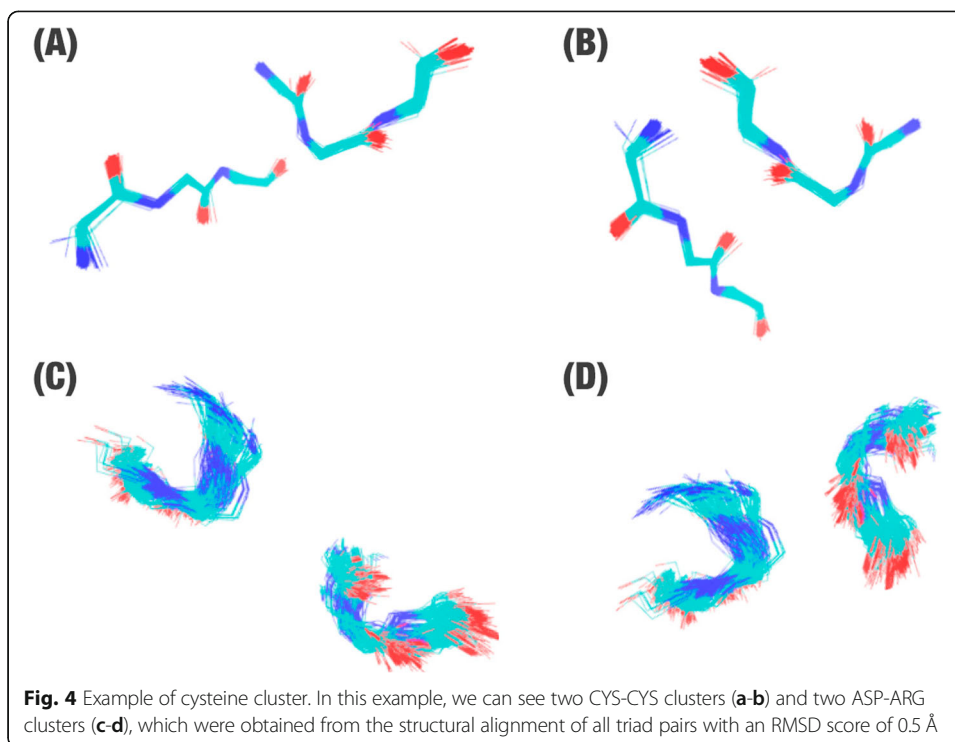 (A)
(B)
(C)
(D)
Fig. 4 Example of cysteine cluster. In this example, we can see two CYS-CYS clusters (a-b) and two ASP-ARG
clusters (c-d), which were obtained from the structural alignment of all triad pairs with an RMSD score of 0.5 Å